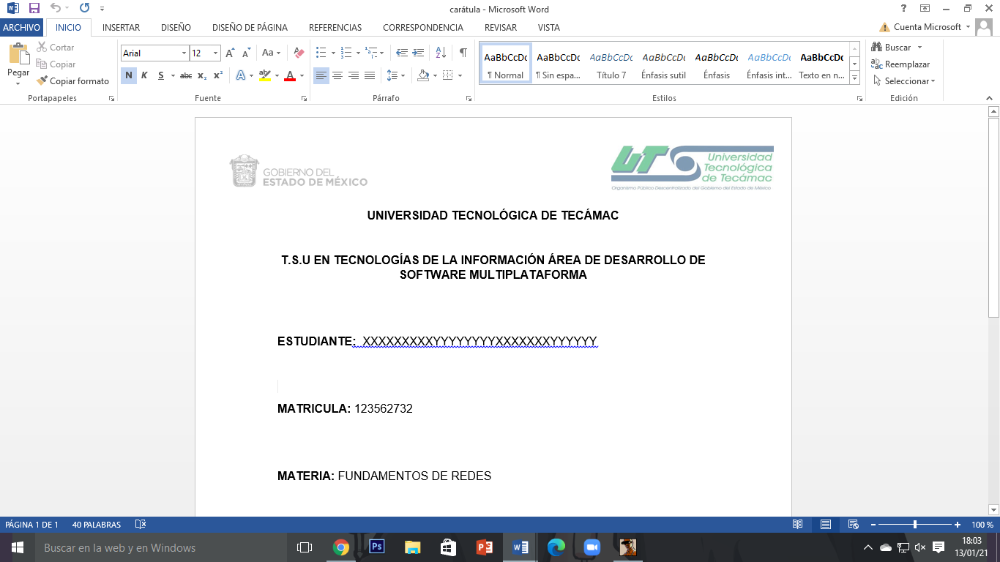 carátula - Microsoft Word
ARCHIVO INICIO INSERTAR DISEÑO DISEÑO DE PÁGINA REFERENCIAS CORRESPONDENCIA REVISAR VISTA Cuenta Microsoft
Pegar
Cortar
Copiar
Copiar formato
Portapapeles
Arial 12
N K S abc x₂ x²
Fuente
Párrafo
AaBbCcDc AaBbCcDc AaBbCcDc AaBbCcDc AaBbCcDc AaBbCcDc AaBbCcDc
¶ Normal ¶ Sin espa... Título 7 Énfasis sutil Énfasis Énfasis int... Texto en n...
Estilos
Buscar
Reemplazar
Seleccionar
Edición
GOBIERNO DEL
ESTADO DE MÉXICO
UT
Universidad
Tecnológica
de Tecámac
Organismo Público Descentralizado del Gobierno del Estado de México
UNIVERSIDAD TECNOLÓGICA DE TECÁMAC
T.S.U EN TECNOLOGÍAS DE LA INFORMACIÓN ÁREA DE DESARROLLO DE
SOFTWARE MULTIPLATAFORMA
ESTUDIANTE: XXXXXXXXXYYYYYYYYXXXXXXXYYYYYY
MATRICULA: 123562732
MATERIA: FUNDAMENTOS DE REDES
PÁGINA 1 DE 1 40 PALABRAS 100 %
Buscar en la web y en Windows
18:03
13/01/21